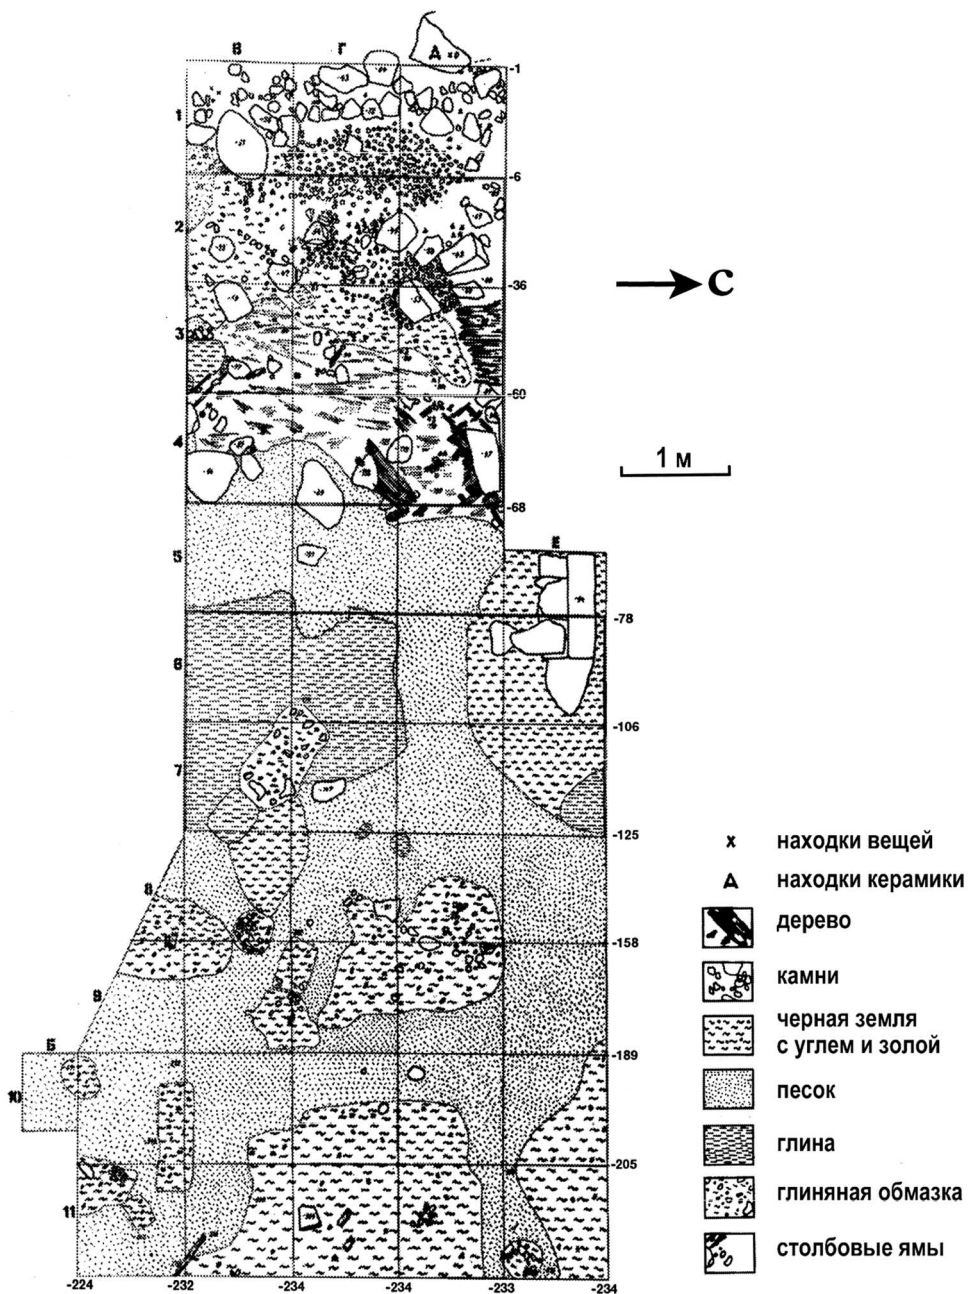 В Г Д
-1
1
-6
2
-36
С
3
-60
4
1 м
-68
5
Е
-78
6
-106
7
-125
х находки вещей
находки керамики
8
дерево
-158
камни
9
черная земля
с углем и золой
Б
-189
10
песок
глина
-205
глиняная обмазка
11
столбовые ямы
-224 -232 -234 -234 -233 -234